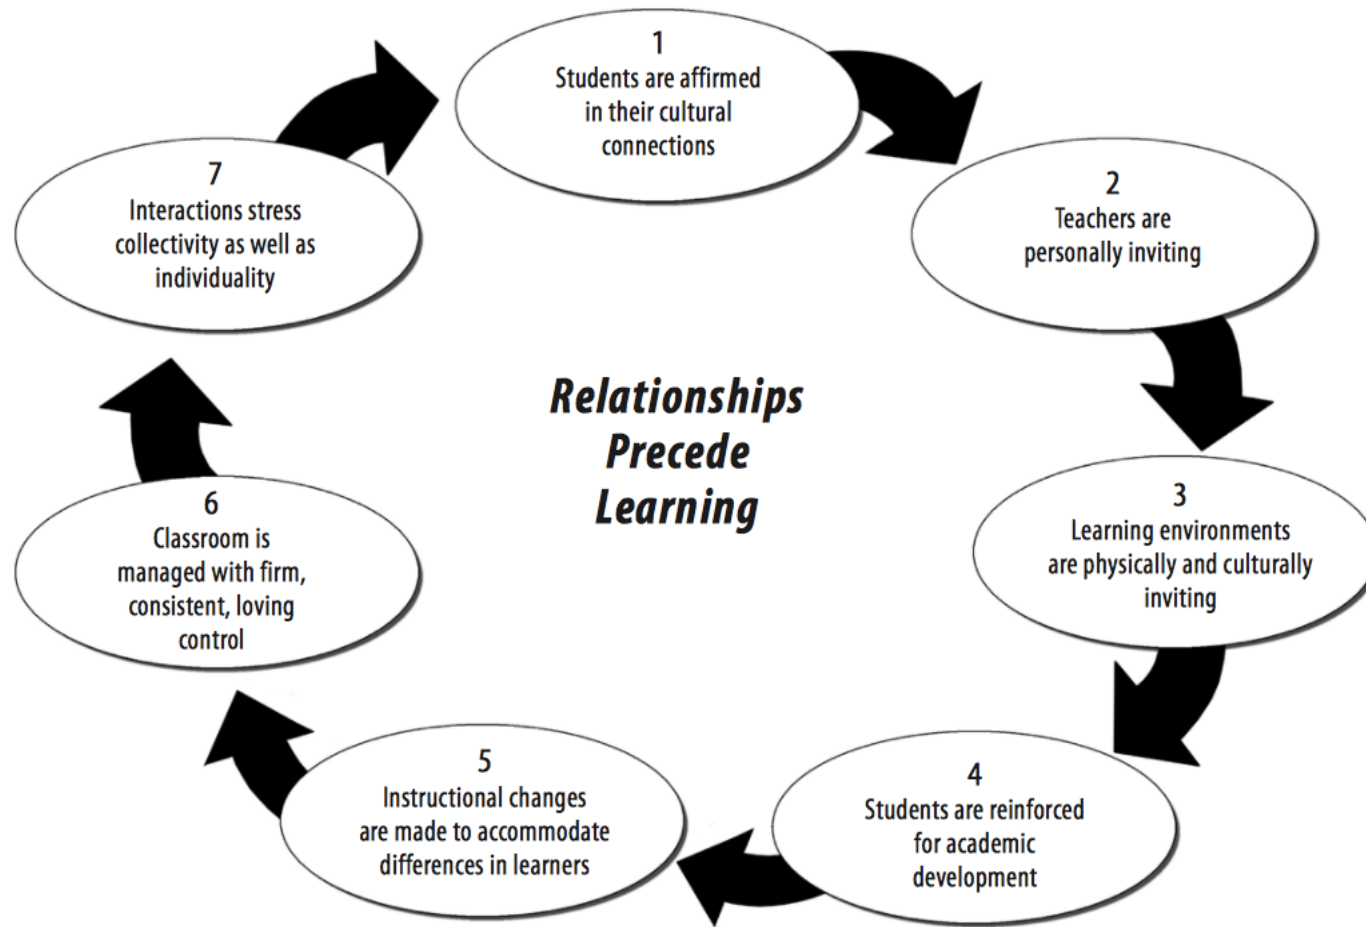 1
Students are affirmed
in their cultural
connections
2
Teachers are
personally inviting
3
Learning environments
are physically and culturally
inviting
4
Students are reinforced
for academic
development
5
Instructional changes
are made to accommodate
differences in learners
6
Classroom is
managed with firm,
consistent, loving
control
7
Interactions stress
collectivity as well as
individuality
Relationships
Precede
Learning